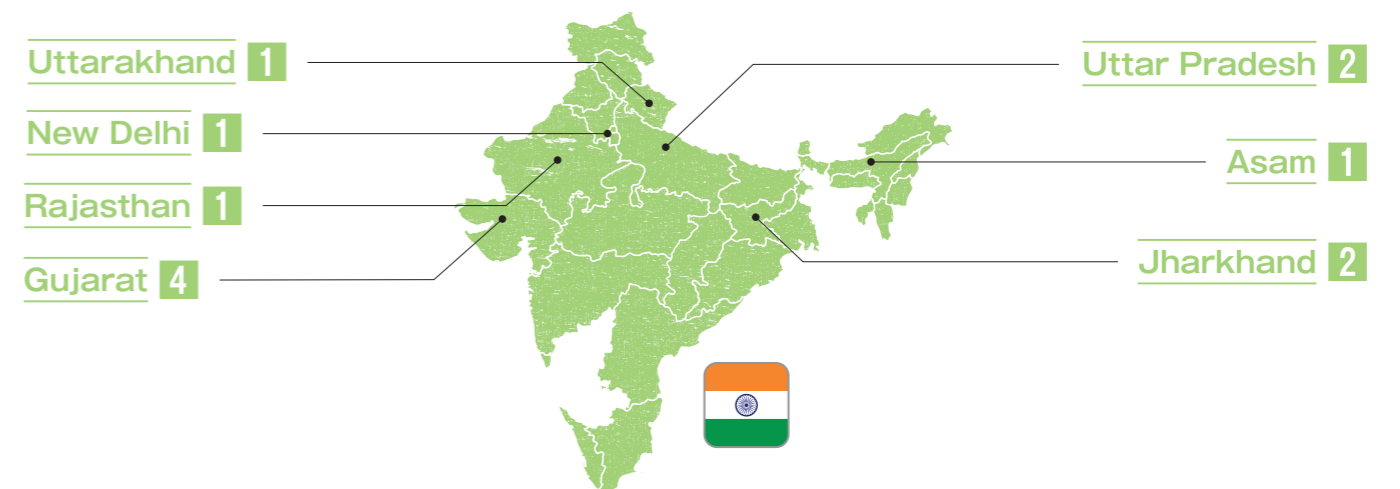 Uttarakhand 1
New Delhi 1
Rajasthan 1
Gujarat 4
Uttar Pradesh 2
Asam 1
Jharkhand 2